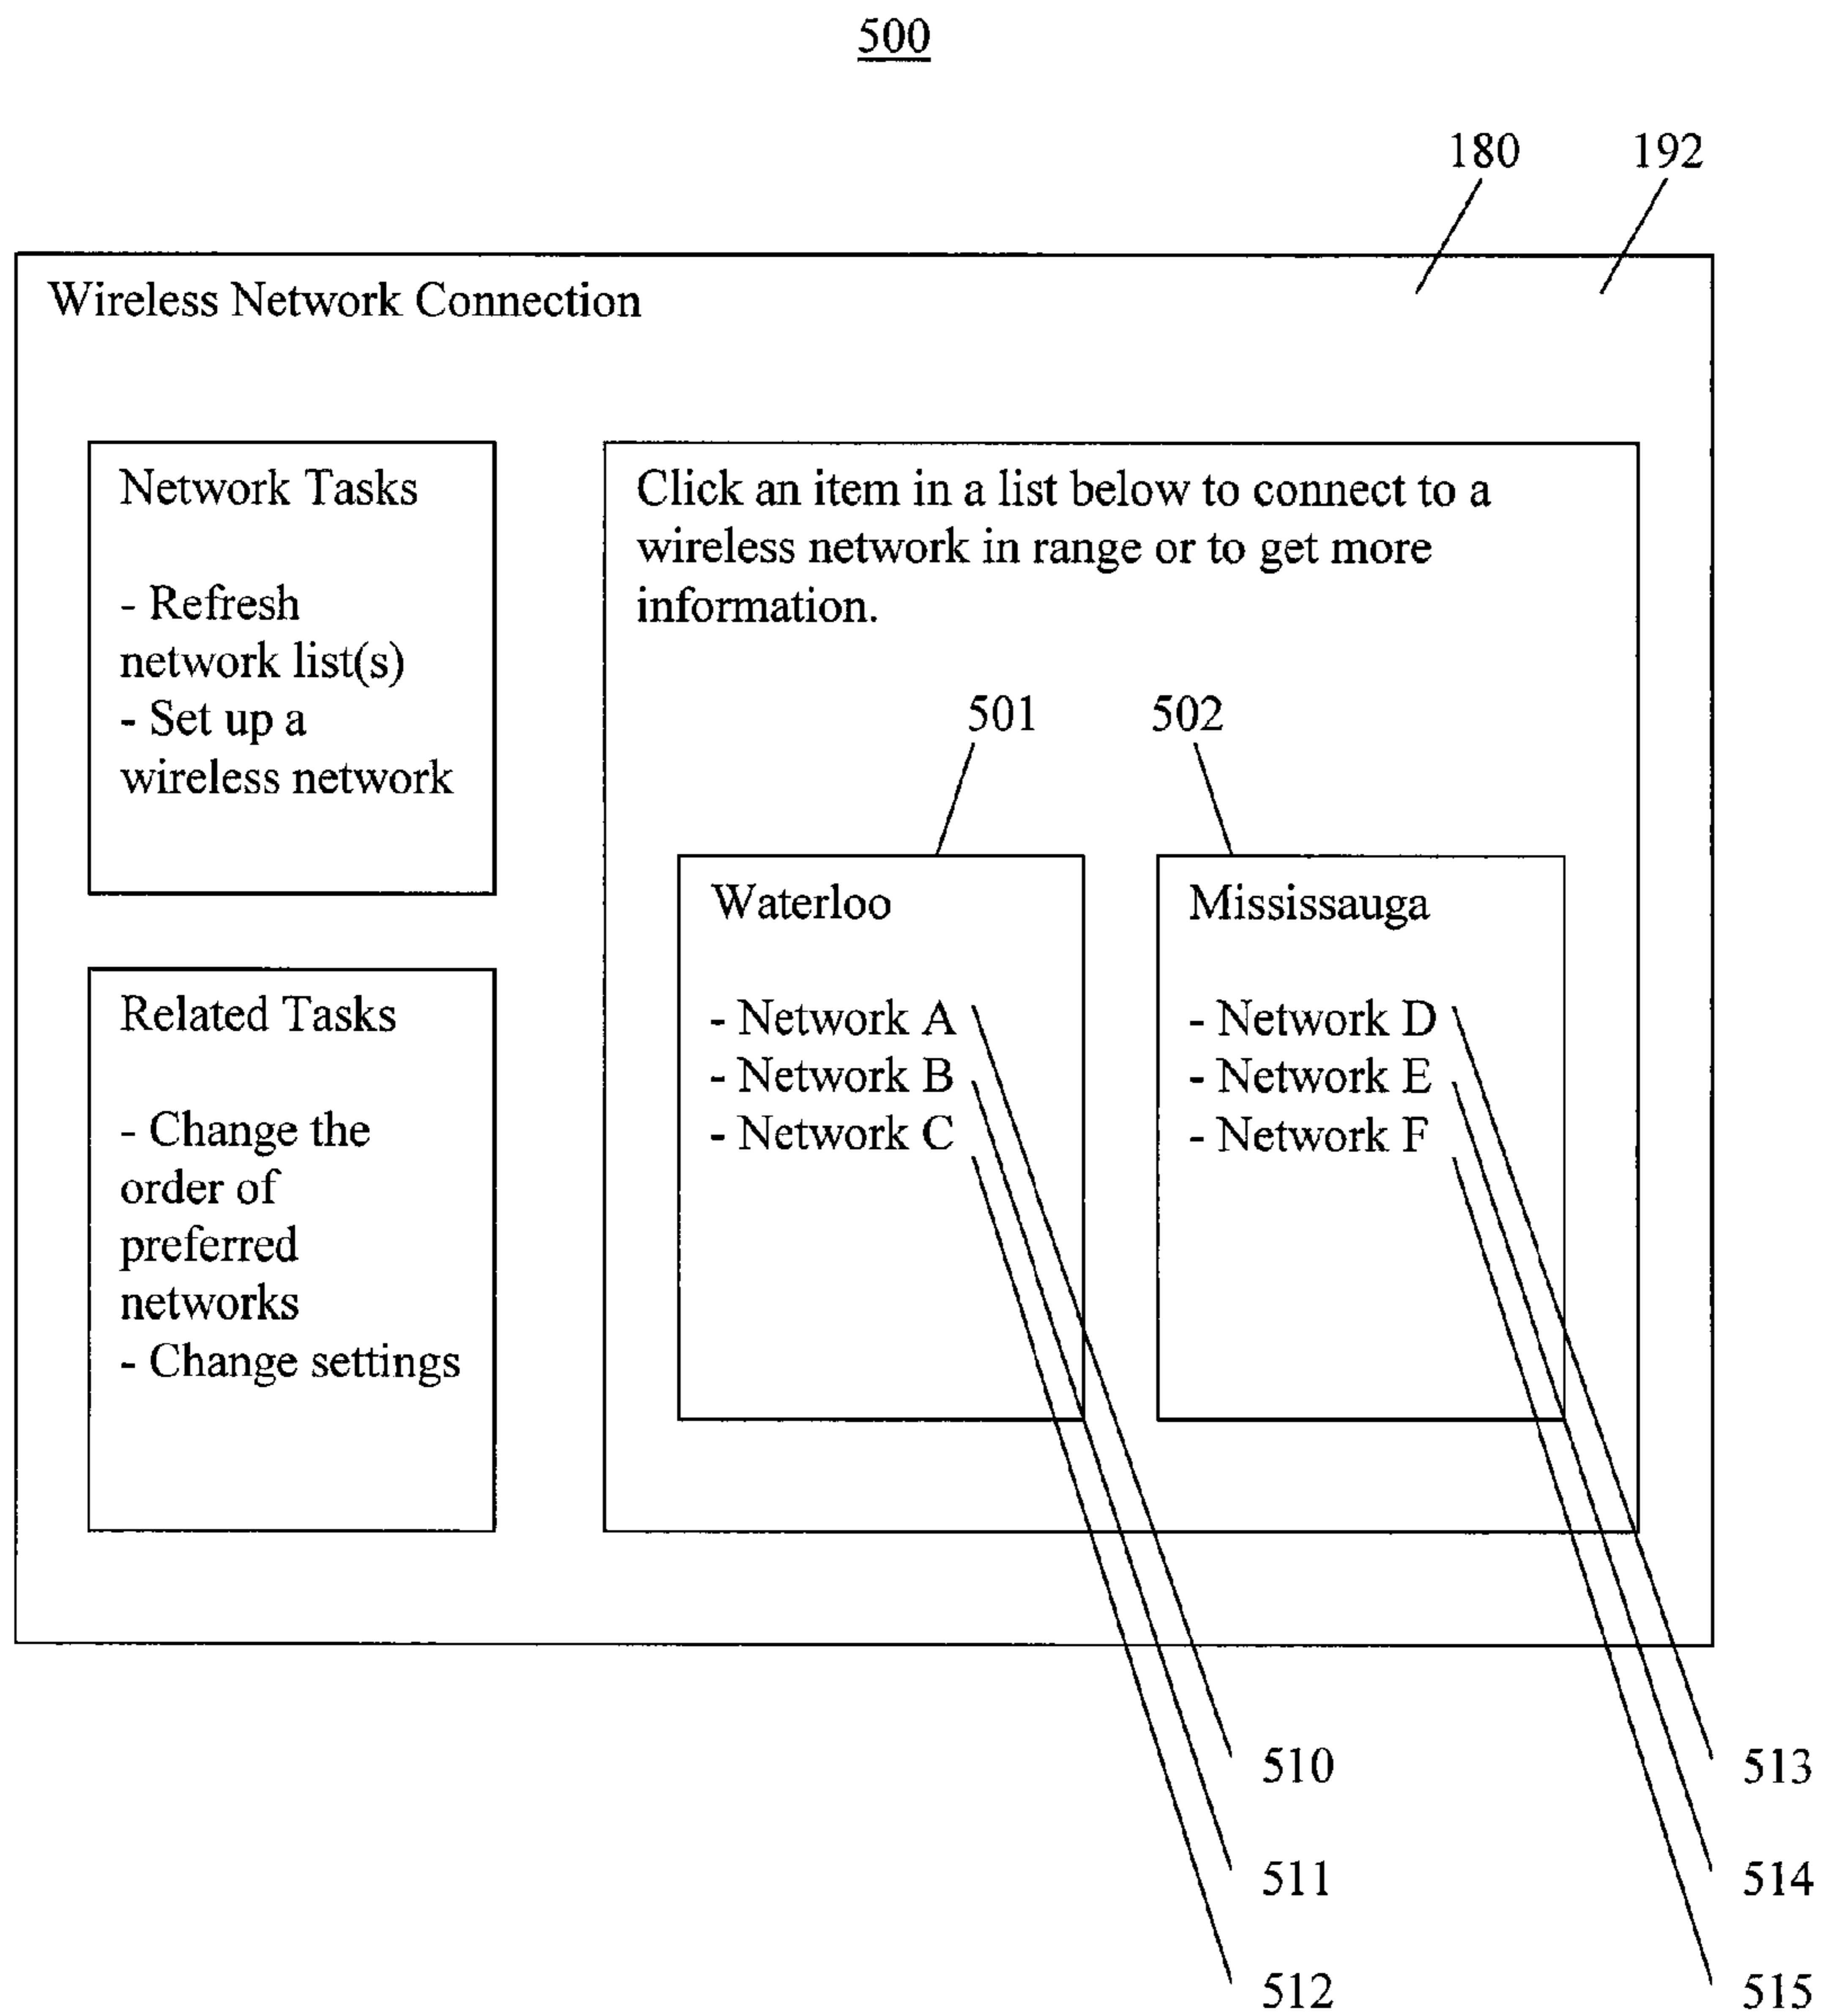 500
180 192
Wireless Network Connection
Network Tasks
- Refresh
network list(s)
- Set up a
wireless network
Related Tasks
- Change the
order of
preferred
networks
- Change settings
Click an item in a list below to connect to a
wireless network in range or to get more
information.
501 502
Waterloo
- Network A
- Network B
- Network C
Mississauga
- Network D
- Network E
- Network F
510 513
511 514
512 515